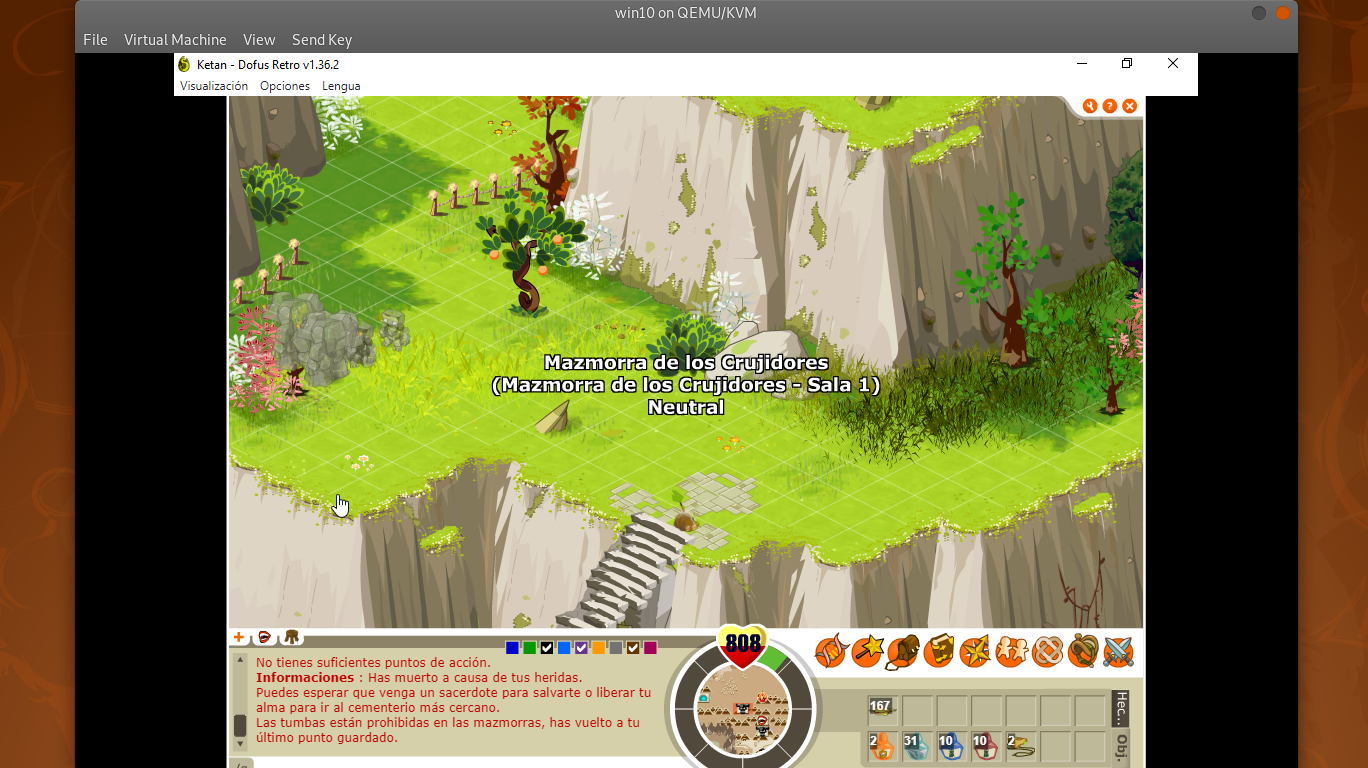 win10 on QEMU/KVM
File Virtual Machine View Send Key
Ketan - Dofus Retro v1.36.2
Visualización Opciones Lengua
Mazmorra de los Crujidores
(Mazmorra de los Crujidores - Sala 1)
Neutral
808
No tienes suficientes puntos de acción.
Informaciones : Has muerto a causa de tus heridas.
Puedes esperar que venga un sacerdote para salvarte o liberar tu
alma para ir al cementerio más cercano.
Las tumbas están prohibidas en las mazmorras, has vuelto a tu
último punto guardado.
167
Hec...
2 31 10 10 2
Obj.